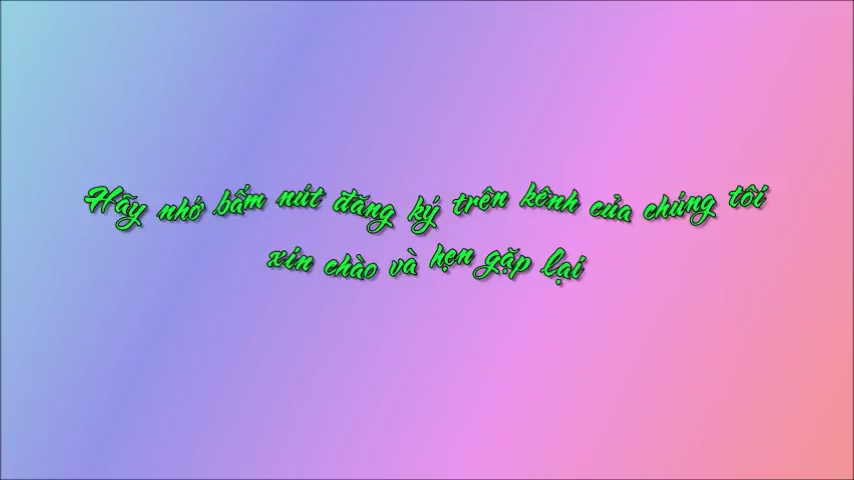 Hãy nhớ bấm nút đăng ký trên kênh của chúng tôi
xin chào và hẹn gặp lại